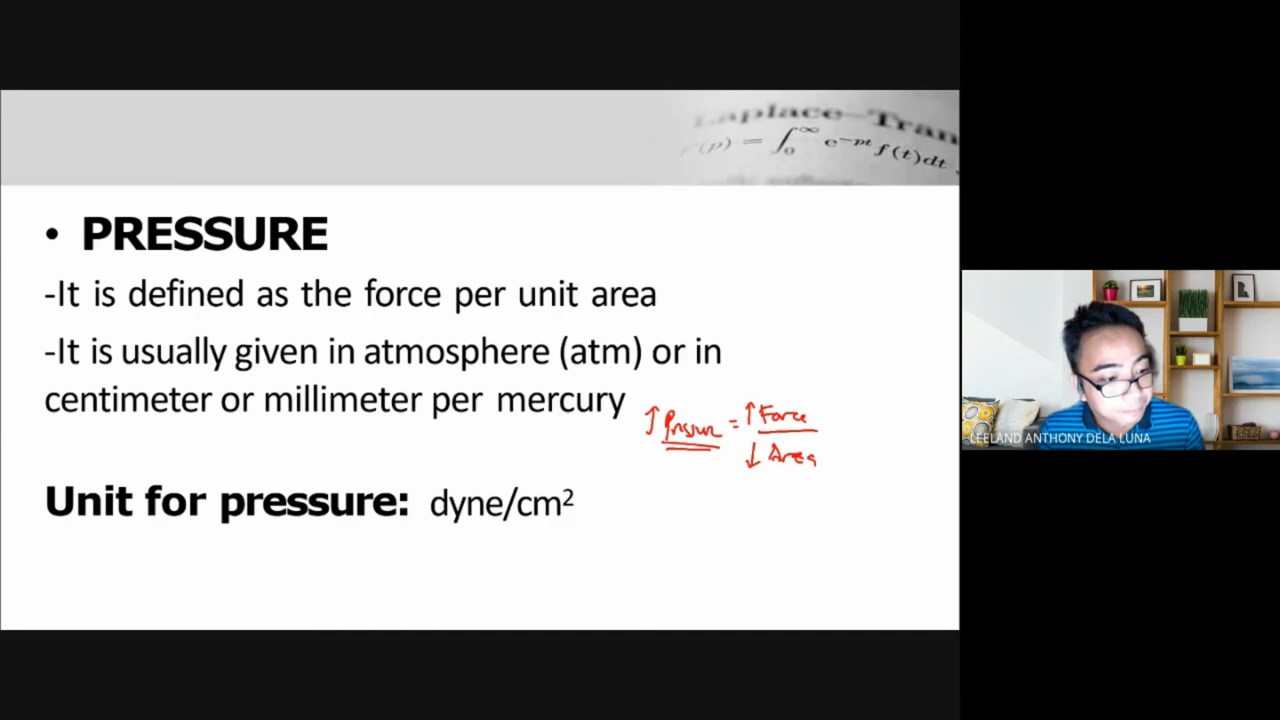 Laplace-Tran
(p) = ∫₀^∞ e^-pt f(t)dt
• PRESSURE
-It is defined as the force per unit area
-It is usually given in atmosphere (atm) or in
centimeter or millimeter per mercury
↑ Pressure = ↑ Force
↓ Area
Unit for pressure: dyne/cm²
LEELAND ANTHONY DELA LUNA